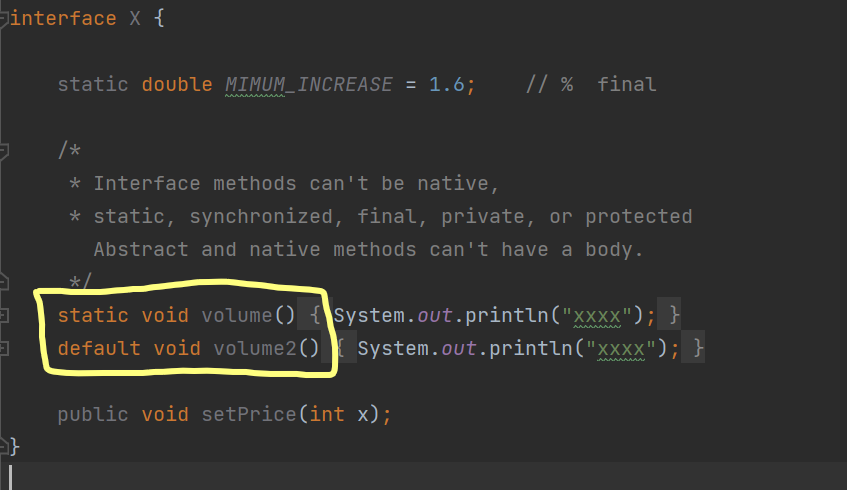 interface X {
static double MIMUM_INCREASE = 1.6;    // %  final
/*
* Interface methods can't be native,
* static, synchronized, final, private, or protected
Abstract and native methods can't have a body.
*/
static void volume() { System.out.println("xxxx"); }
default void volume2() { System.out.println("xxxx"); }
public void setPrice(int x);
}